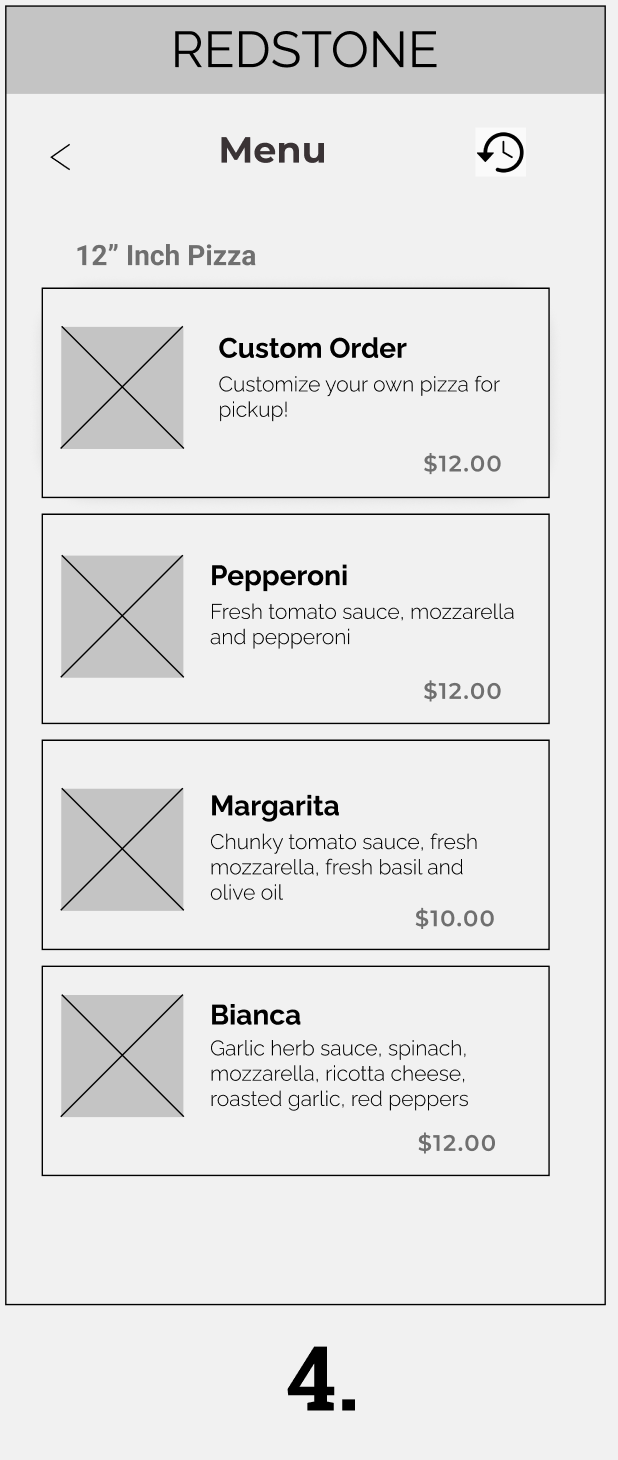 REDSTONE
<
Menu
12” Inch Pizza
Custom Order
Customize your own pizza for
pickup!
$12.00
Pepperoni
Fresh tomato sauce, mozzarella
and pepperoni
$12.00
Margarita
Chunky tomato sauce, fresh
mozzarella, fresh basil and
olive oil
$10.00
Bianca
Garlic herb sauce, spinach,
mozzarella, ricotta cheese,
roasted garlic, red peppers
$12.00
4.